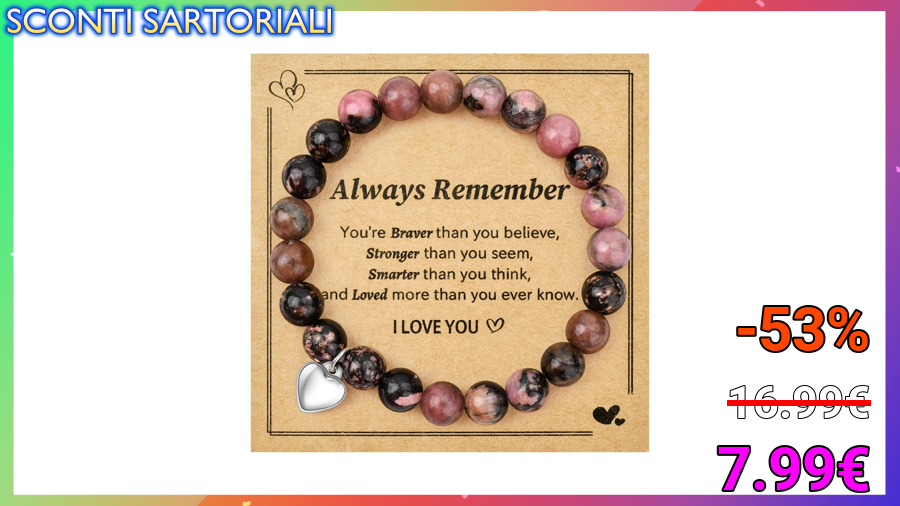 SCONTI SARTORIALI
Always Remember
You're Braver than you believe,
Stronger than you seem,
Smarter than you think,
and Loved more than you ever know.
I LOVE YOU
-53%
16.99€
7.99€